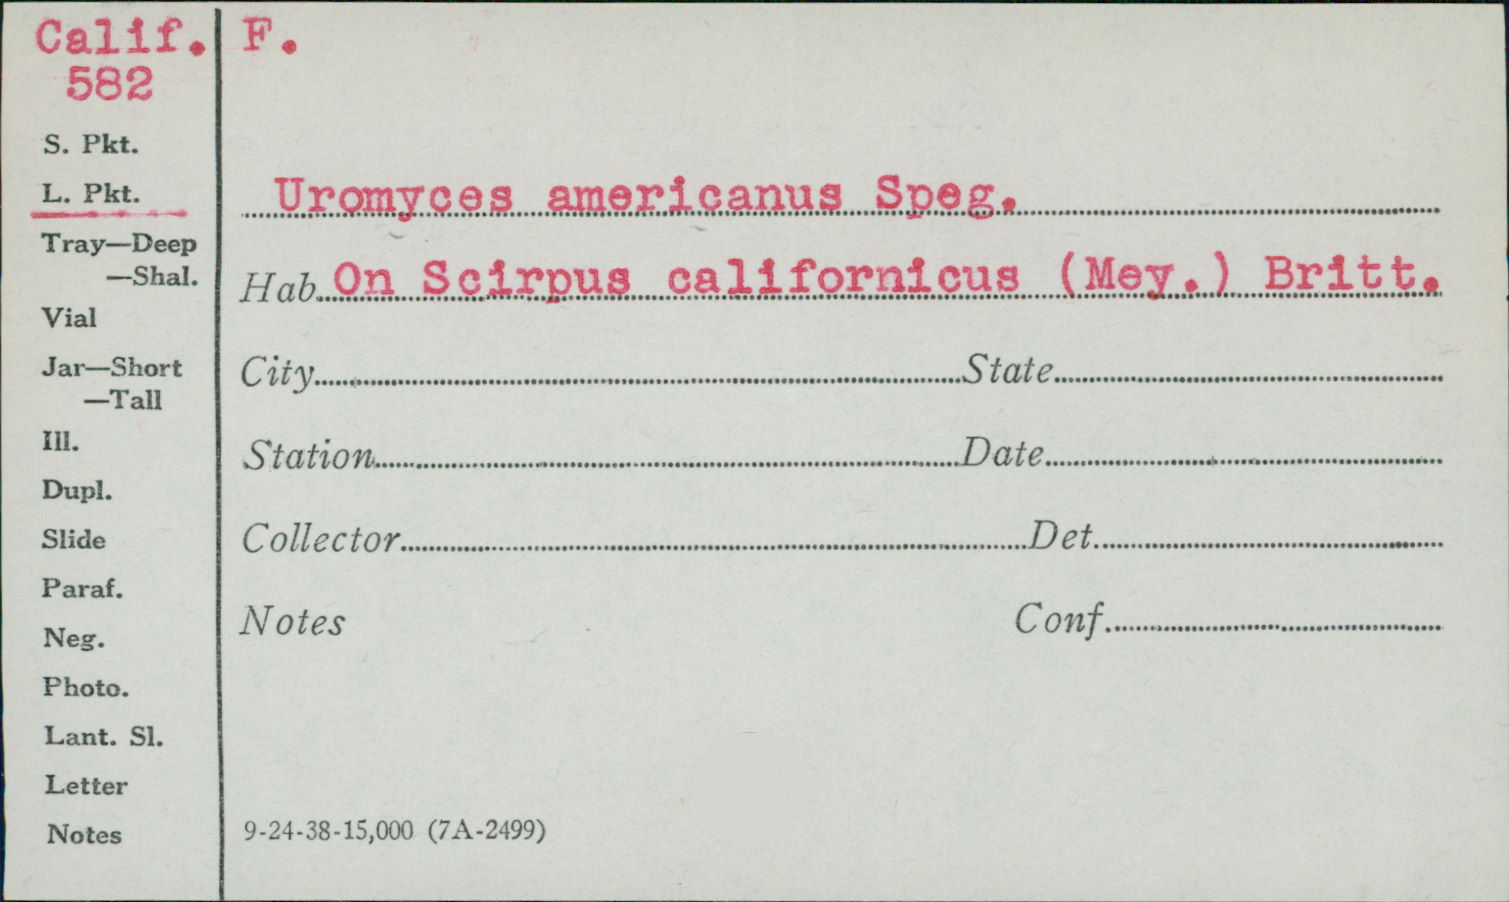 Calif. F.
582
S. Pkt.
L. Pkt.
Uromyces americanus Speg.
Tray—Deep
—Shal.
Hab. On Scirpus californicus (Mey.) Britt.
Vial
Jar—Short
—Tall
City State
Ill.
Station Date
Dupl.
Slide
Collector Det.
Paraf.
Notes Conf.
Neg.
Photo.
Lant. Sl.
Letter
Notes
9-24-38-15,000 (7A-2499)